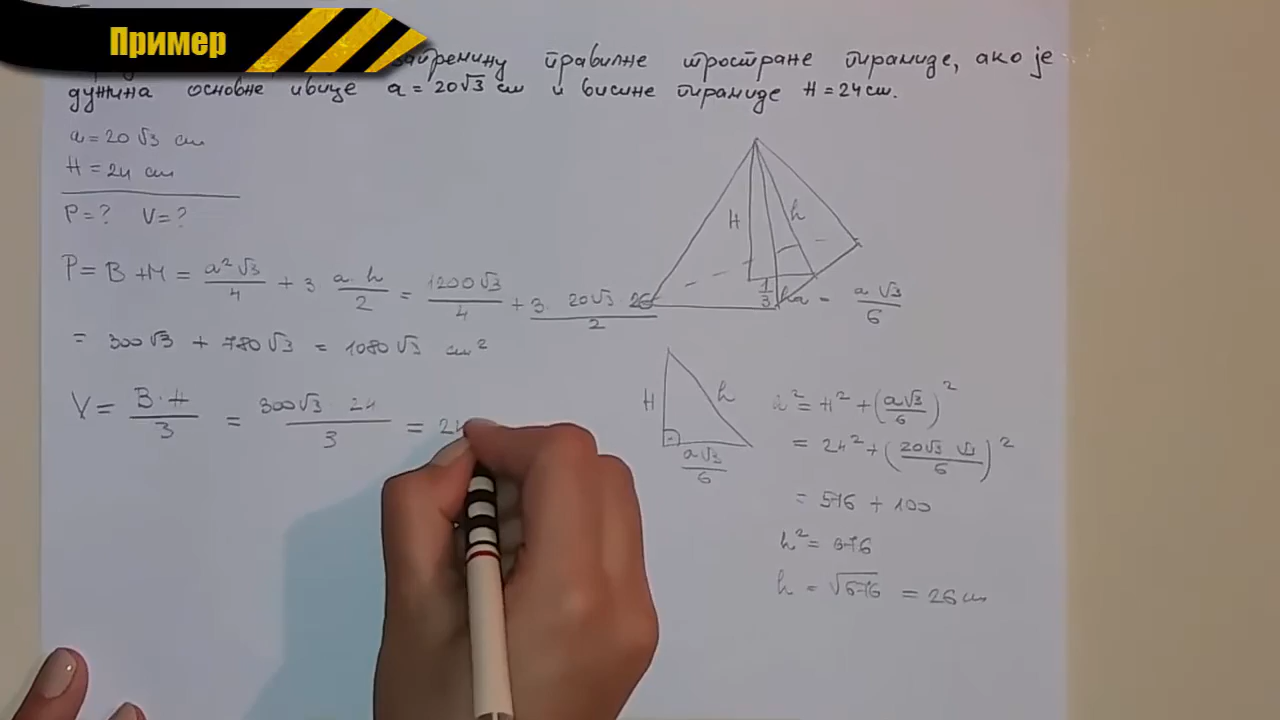 Пример
запремину правилне тростране пирамиде, ако је
дужина основне ивице a = 20√3 cm и висине пирамиде H = 24 cm.
a = 20√3 cm
H = 24 cm
P = ? V = ?
P = B + M = a²√3/4 + 3 · a·h/2 = 1200√3/4 + 3 · 20√3 · 26/2
= 300√3 + 780√3 = 1080√3 cm²
V = B·H/3 = 300√3 · 24/3 = 24
H h
1/3 ha = a√3/6
H h
a√3/6
h² = H² + (a√3/6)²
= 24² + (20√3 · √3/6)²
= 576 + 100
h² = 676
h = √676 = 26 cm